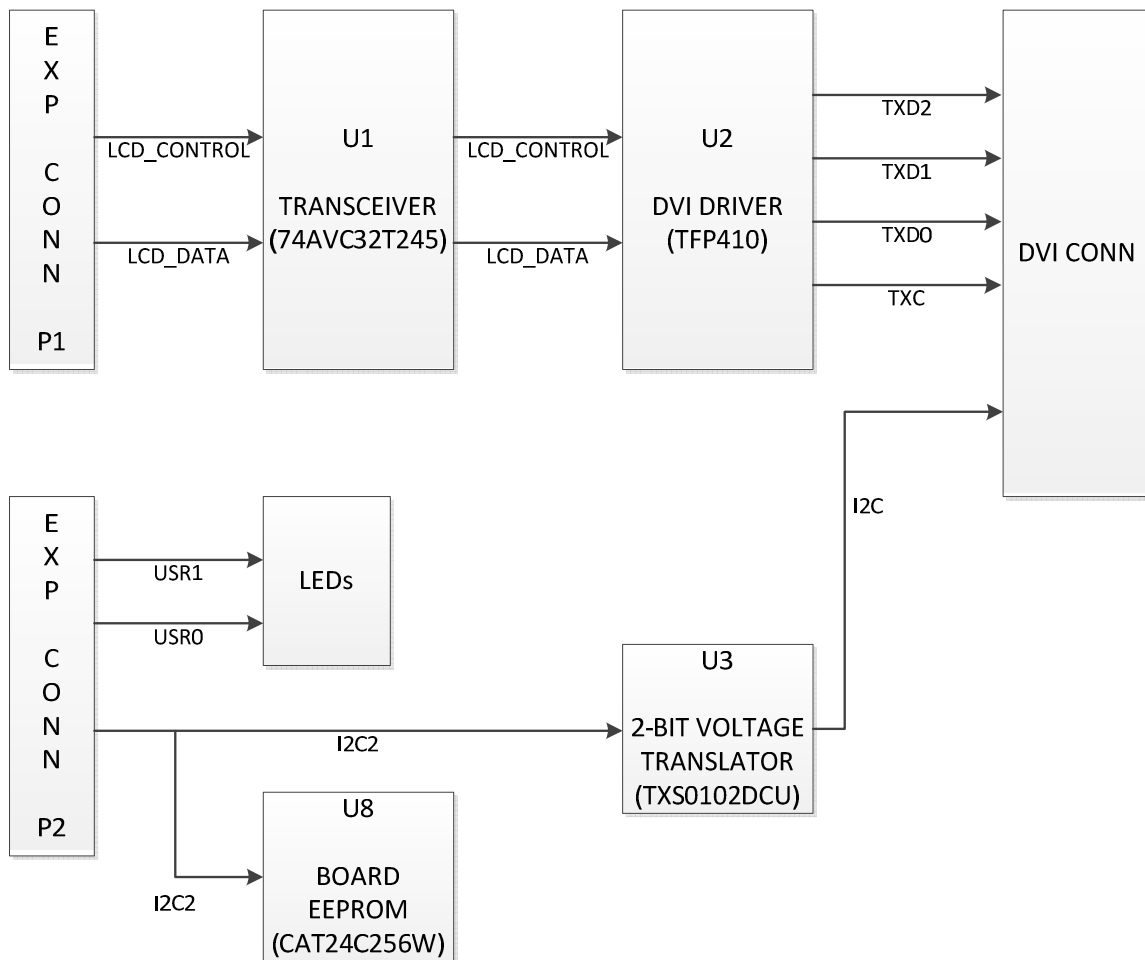 E
X
P
C
O
N
N
P1
LCD_CONTROL
LCD_DATA
U1
TRANSCEIVER
(74AVC32T245)
LCD_CONTROL
LCD_DATA
U2
DVI DRIVER
(TFP410)
TXD2
TXD1
TXD0
TXC
DVI CONN
I2C
E
X
P
C
O
N
N
P2
USR1
USR0
LEDs
I2C2
U3
2-BIT VOLTAGE
TRANSLATOR
(TXS0102DCU)
I2C2
U8
BOARD
EEPROM
(CAT24C256W)